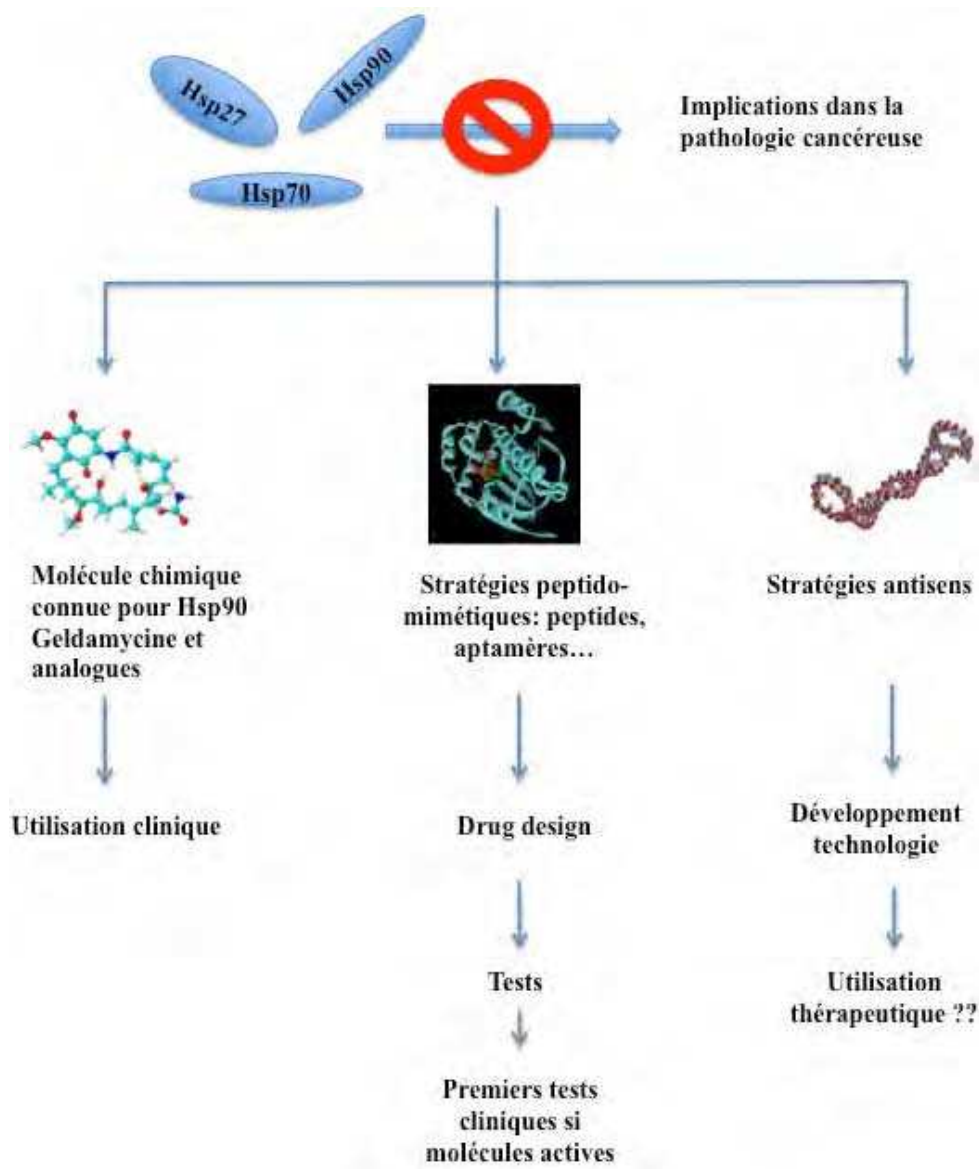 Hsp27
Hsp90
Hsp70
Implications dans la
pathologie cancéreuse
Molécule chimique
connue pour Hsp90
Geldamycine et
analogues
Stratégies peptido-
mimétiques: peptides,
aptamères...
Stratégies antisens
Utilisation clinique
Drug design
Développement
technologie
Tests
Utilisation
thérapeutique ??
Premiers tests
cliniques si
molécules actives